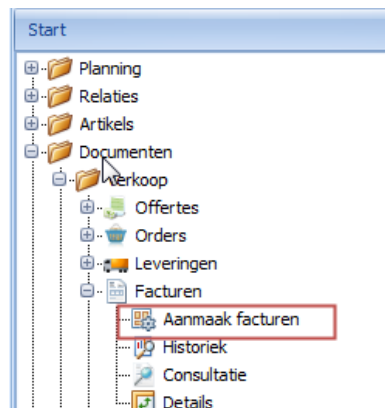 Start
Planning
Relaties
Artikels
Documenten
Verkoop
Offertes
Orders
Leveringen
Facturen
Aanmaak facturen
Historiek
Consultatie
Details